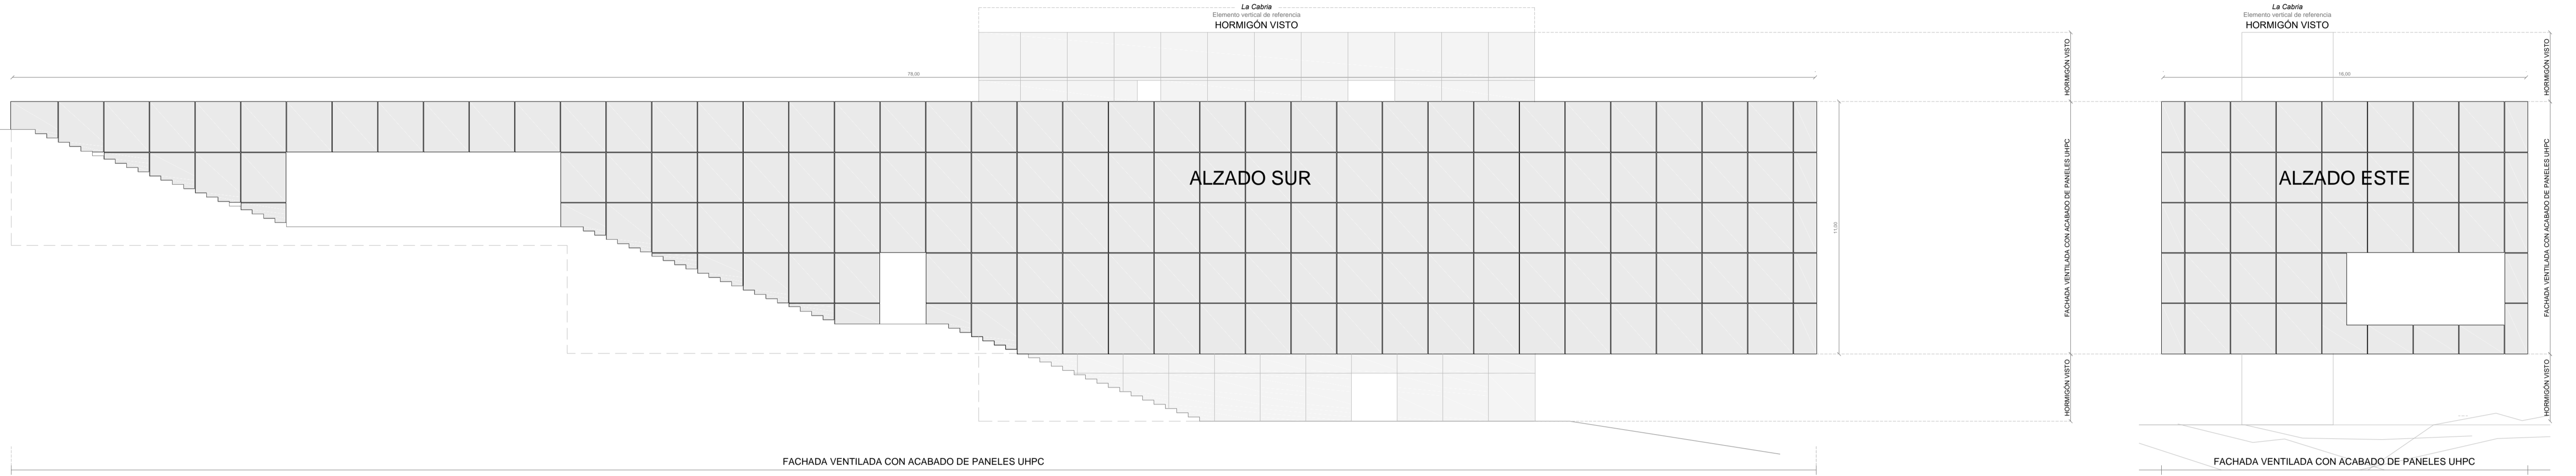 La Cabria
Elemento vertical de referencia
HORMIGÓN VISTO
78,00
ALZADO SUR
11,00
HORMIGÓN VISTO
FACHADA VENTILADA CON ACABADO DE PANELES UHPC
HORMIGÓN VISTO
FACHADA VENTILADA CON ACABADO DE PANELES UHPC
La Cabria
Elemento vertical de referencia
HORMIGÓN VISTO
16,00
ALZADO ESTE
HORMIGÓN VISTO
FACHADA VENTILADA CON ACABADO DE PANELES UHPC
HORMIGÓN VISTO
FACHADA VENTILADA CON ACABADO DE PANELES UHPC